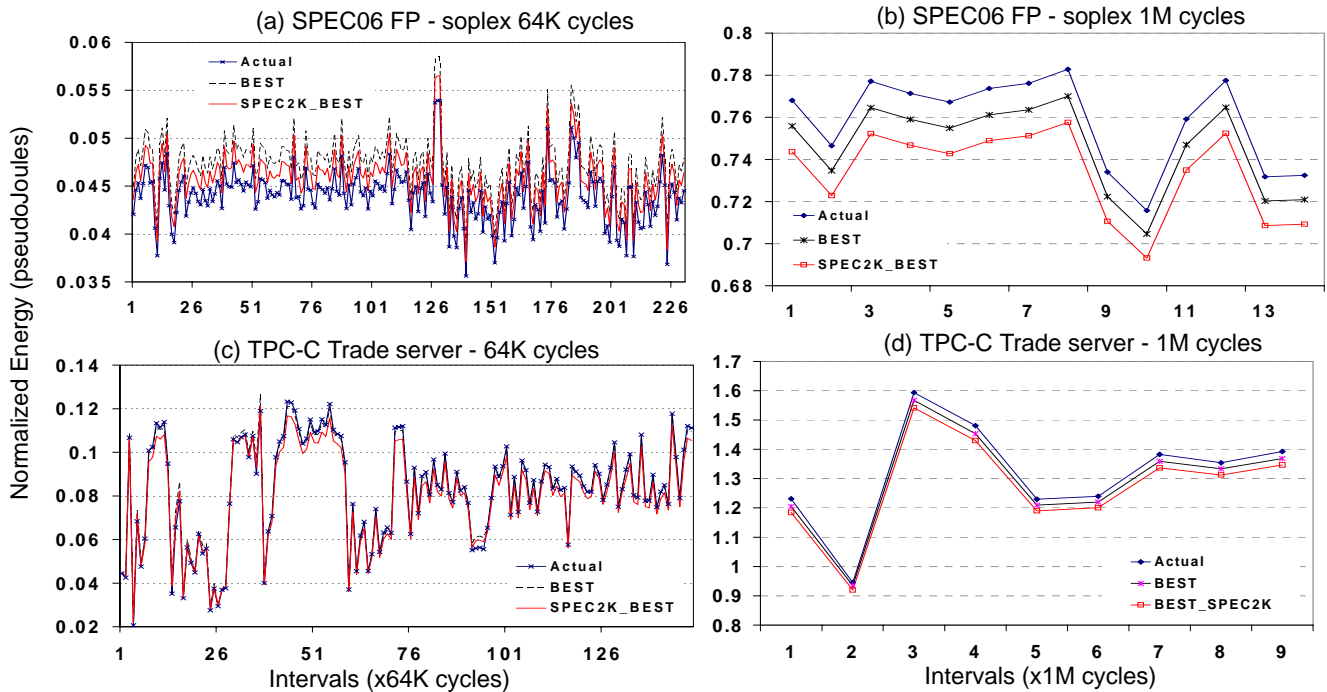 (a) SPEC06 FP - soplex 64K cycles
0.06
0.055
0.05
0.045
0.04
0.035
Actual
BEST
SPEC2K_BEST
1 26 51 76 101 126 151 176 201 226
(b) SPEC06 FP - soplex 1M cycles
0.8
0.78
0.76
0.74
0.72
0.7
0.68
Actual
BEST
SPEC2K_BEST
1 3 5 7 9 11 13
Normalized Energy (pseudoJoules)
(c) TPC-C Trade server - 64K cycles
0.14
0.12
0.1
0.08
0.06
0.04
0.02
Actual
BEST
SPEC2K_BEST
1 26 51 76 101 126
Intervals (x64K cycles)
(d) TPC-C Trade server - 1M cycles
1.7
1.6
1.5
1.4
1.3
1.2
1.1
1
0.9
0.8
Actual
BEST
BEST_SPEC2K
1 2 3 4 5 6 7 8 9
Intervals (x1M cycles)